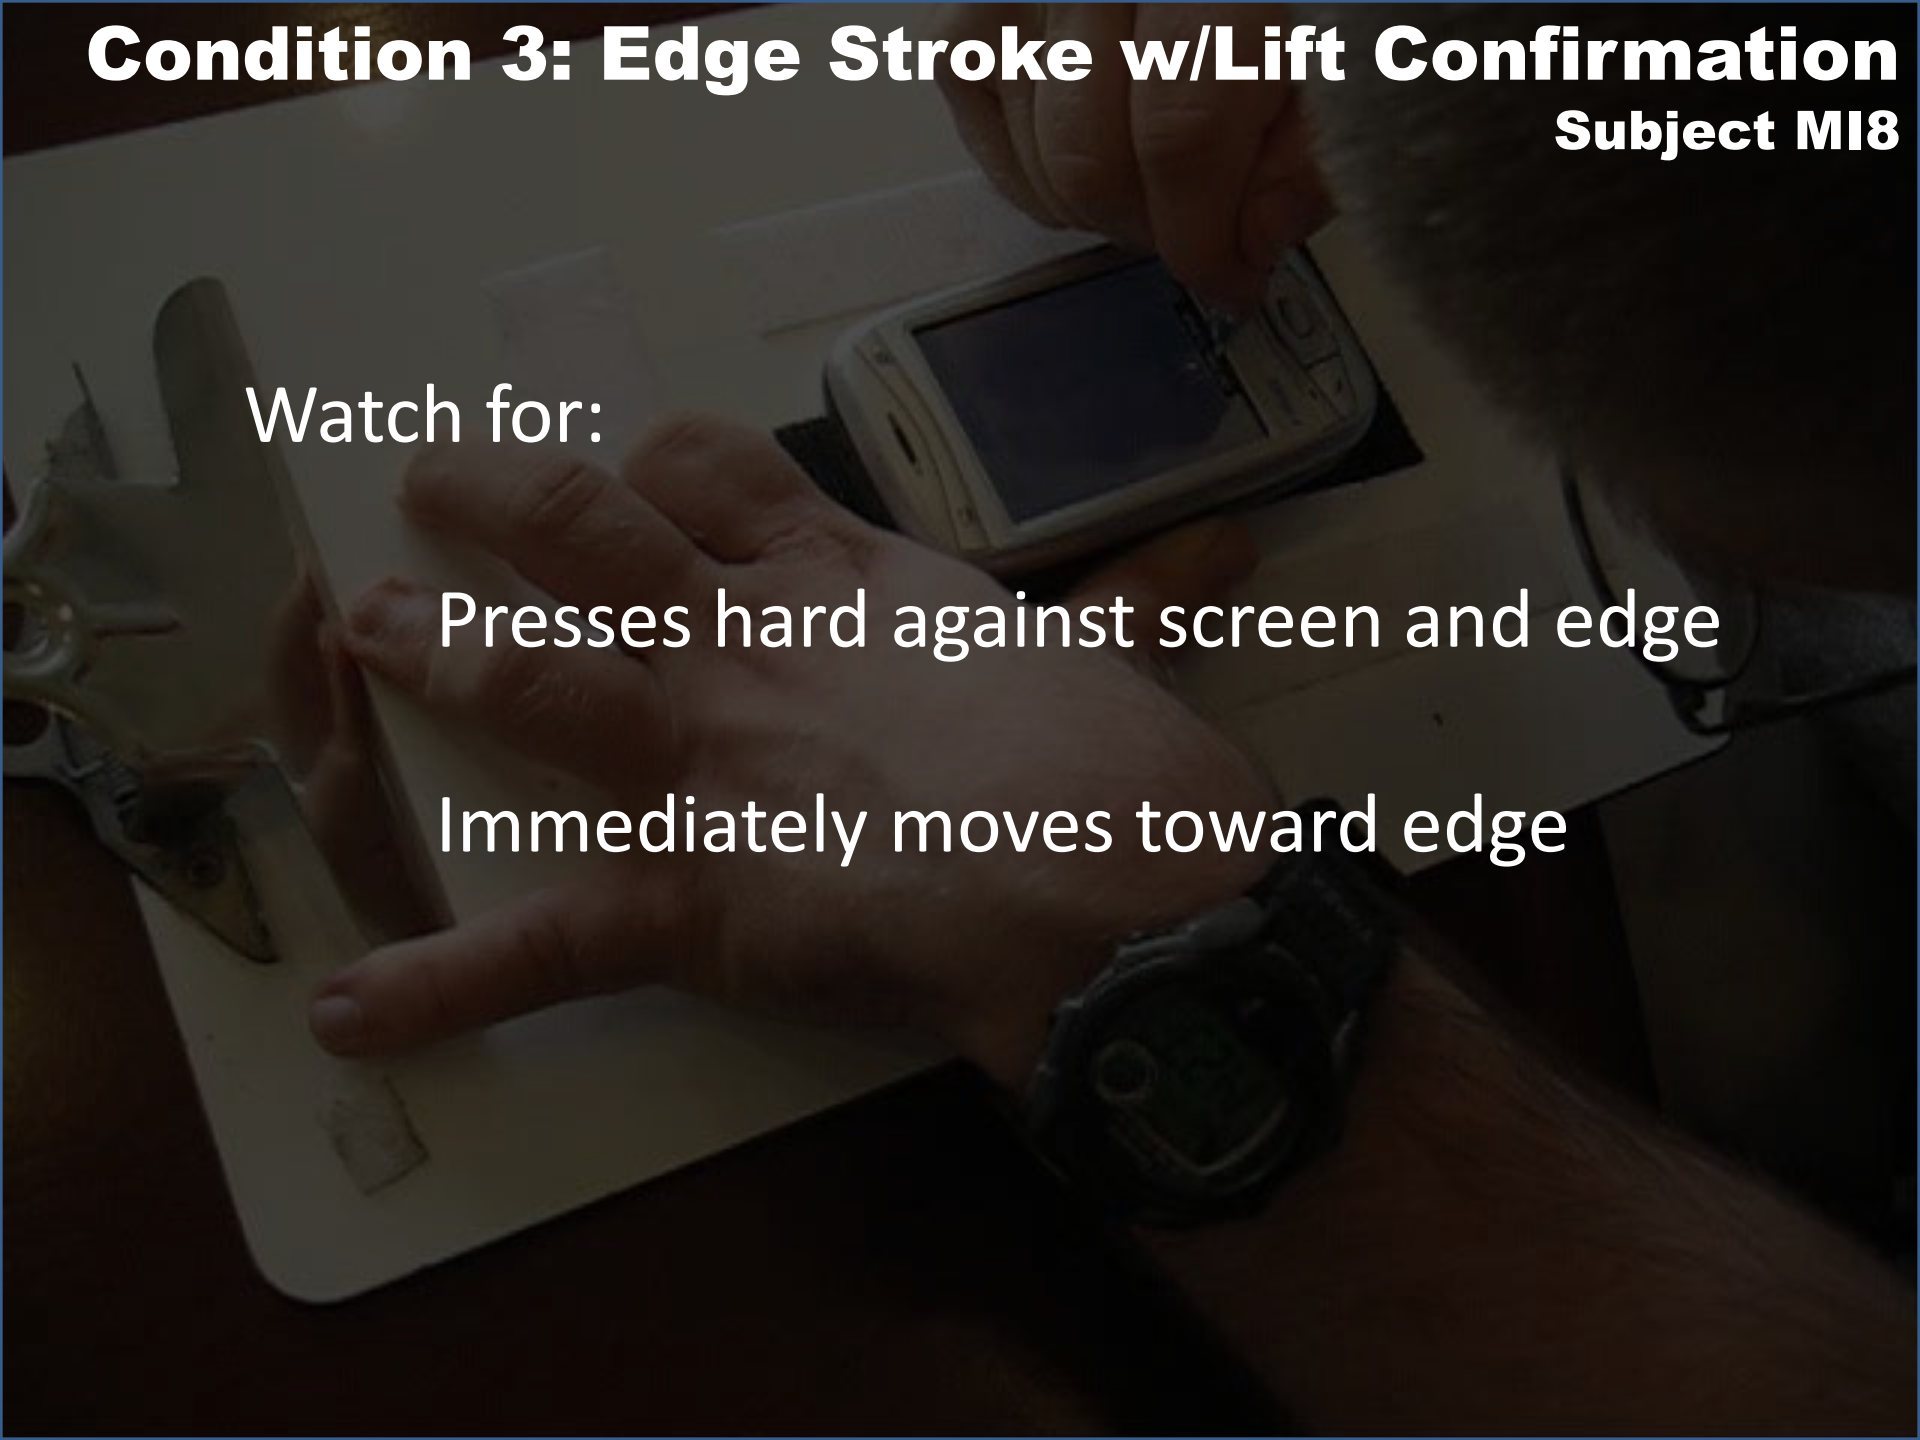 Condition 3: Edge Stroke w/Lift Confirmation
Subject MI8
Watch for:
Presses hard against screen and edge
Immediately moves toward edge